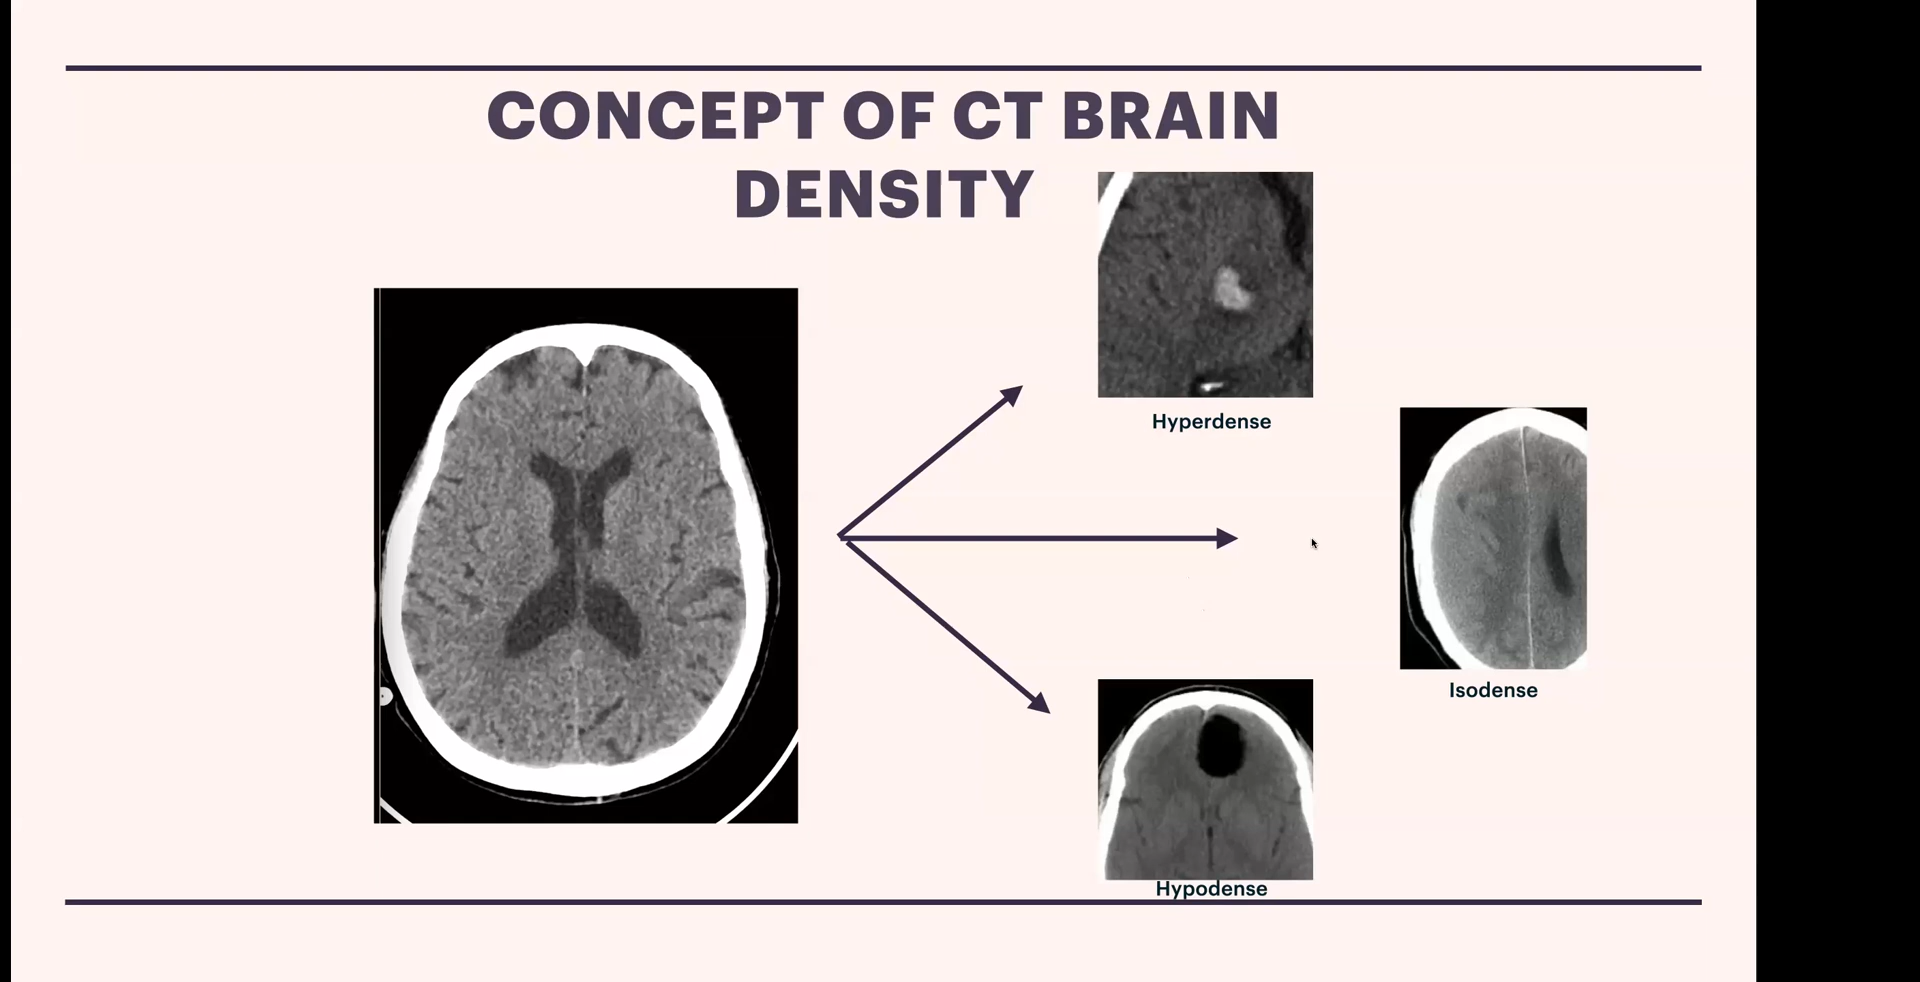 CONCEPT OF CT BRAIN
DENSITY
Hyperdense
Isodense
Hypodense